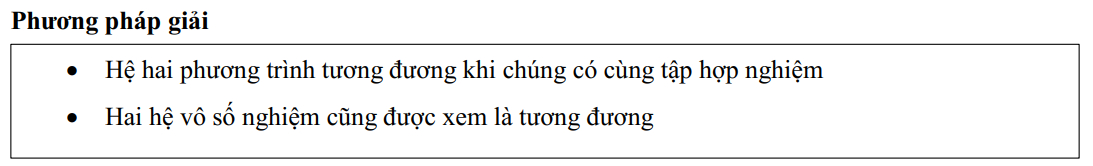 Phương pháp giải
• Hệ hai phương trình tương đương khi chúng có cùng tập hợp nghiệm
• Hai hệ vô số nghiệm cũng được xem là tương đương